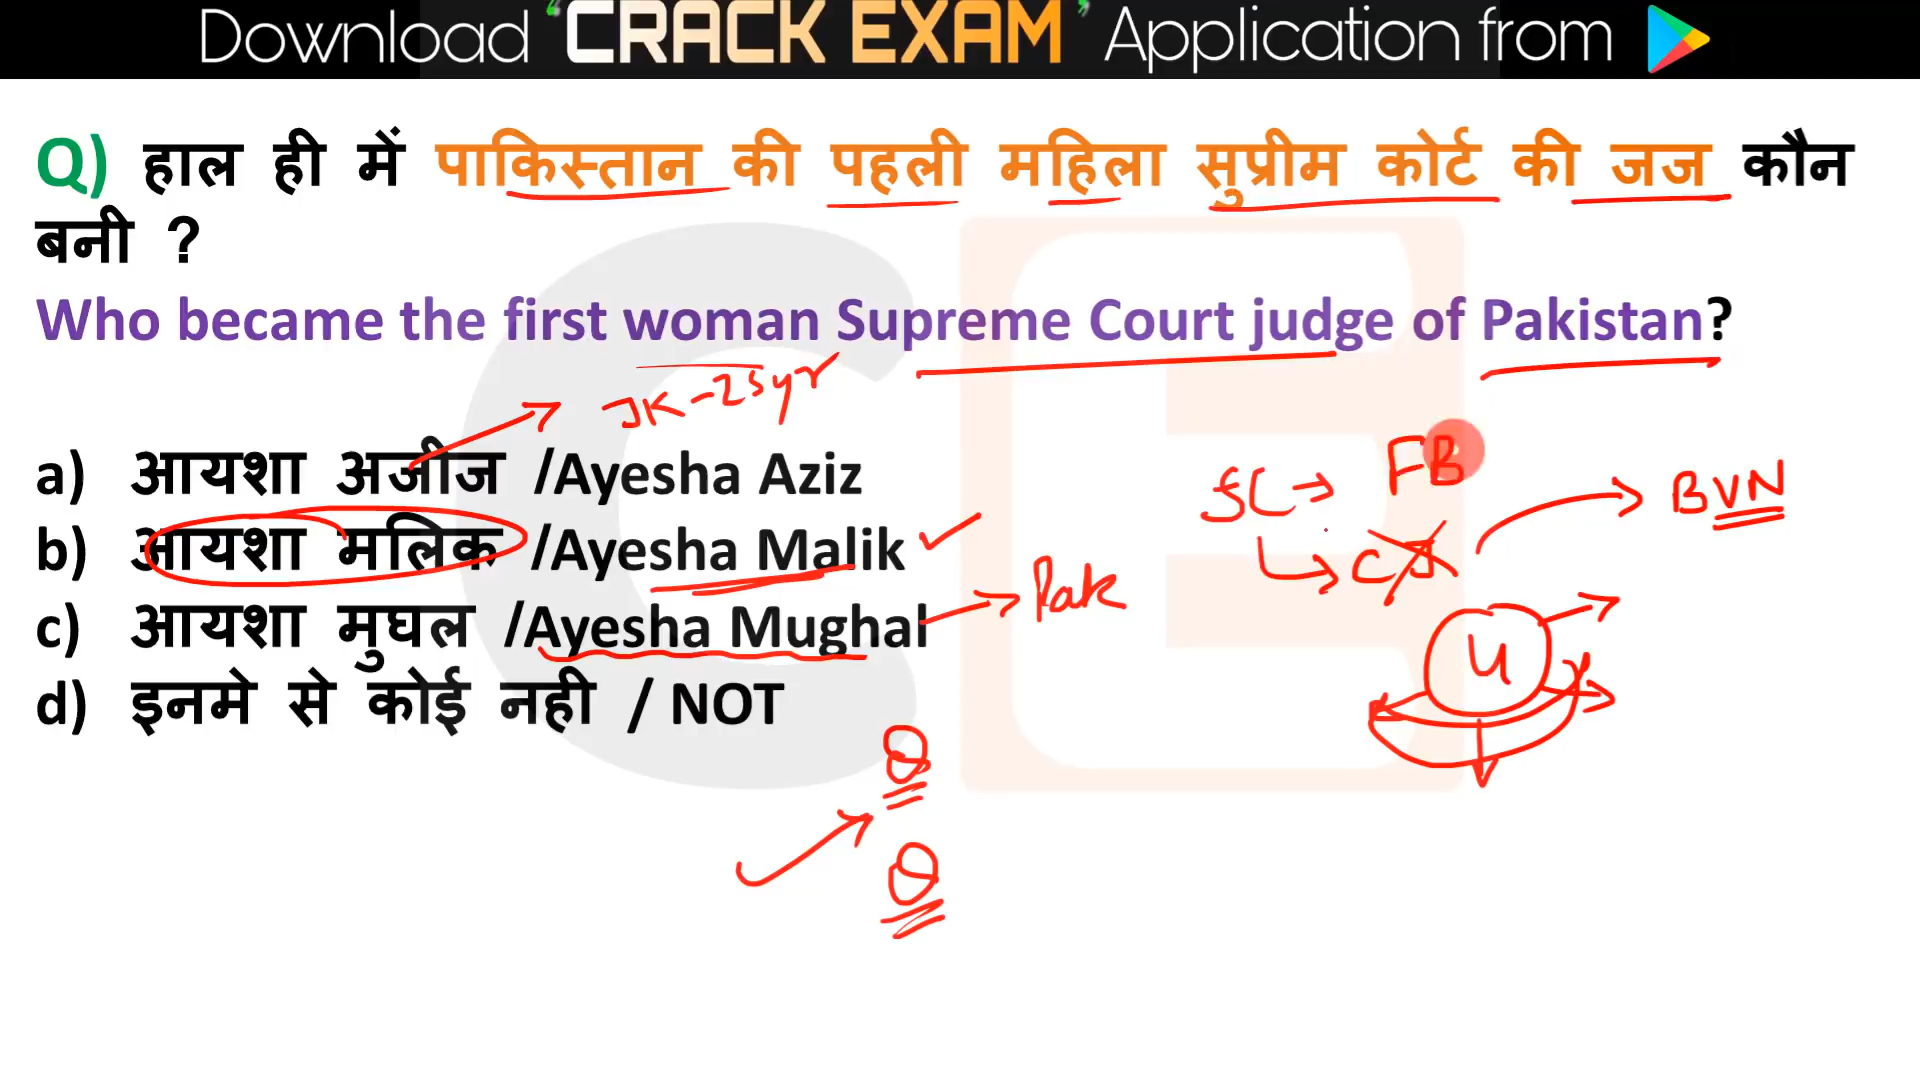 Download ‘CRACK EXAM’ Application from
Q) हाल ही में पाकिस्तान की पहली महिला सुप्रीम कोर्ट की जज कौन
बनी ?
Who became the first woman Supreme Court judge of Pakistan?
JK-25yr
a) आयशा अजीज /Ayesha Aziz
SC → FB
BVN
b) आयशा मलिक /Ayesha Malik
CJ
Pak
c) आयशा मुघल /Ayesha Mughal
4
d) इनमे से कोई नही / NOT